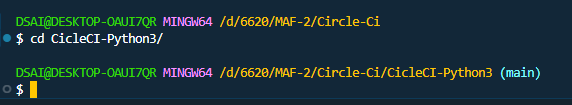 DSAI@DESKTOP-OAUI7QR MINGW64 /d/6620/MAF-2/Circle-Ci
$ cd CicleCI-Python3/
DSAI@DESKTOP-OAUI7QR MINGW64 /d/6620/MAF-2/Circle-Ci/CicleCI-Python3 (main)
$